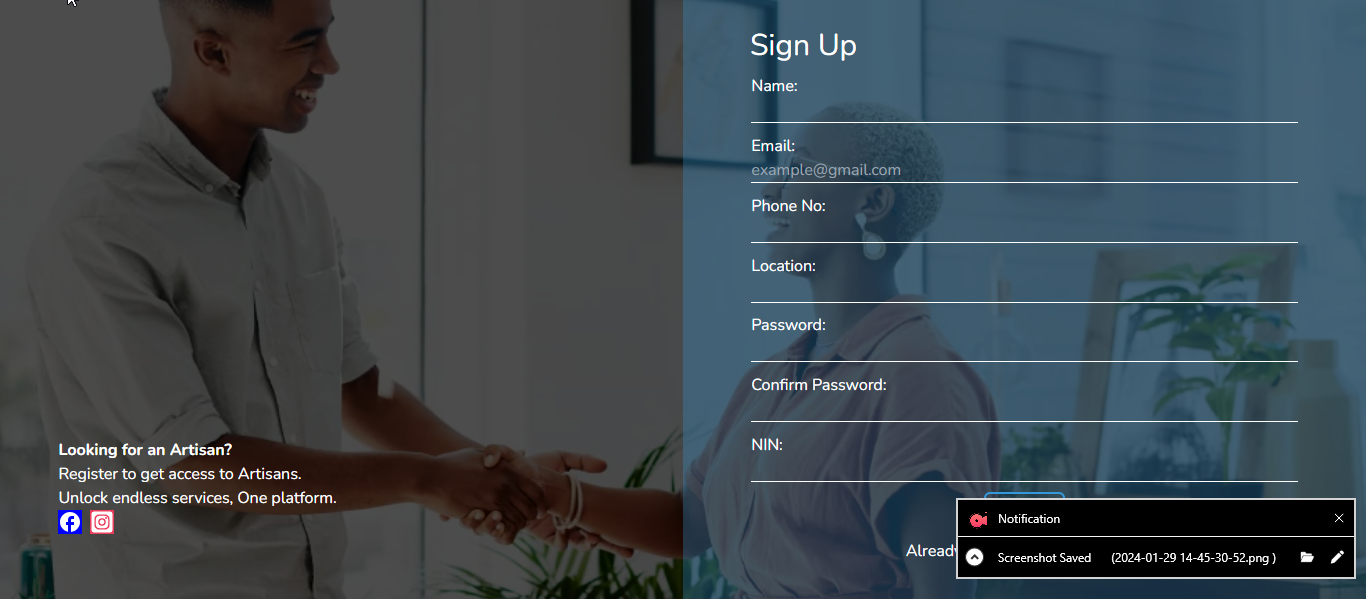 Sign Up
Name:
Email:
example@gmail.com
Phone No:
Location:
Password:
Confirm Password:
NIN:
Looking for an Artisan?
Register to get access to Artisans.
Unlock endless services, One platform.
Notification
Screenshot Saved (2024-01-29 14-45-30-52.png )